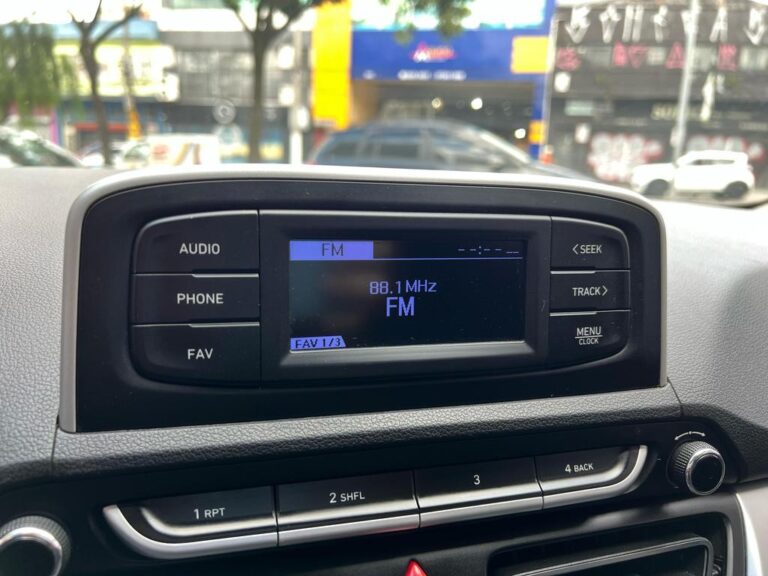 AUDIO
PHONE
FAV
FM
--:--
88.1 MHz
FM
FAV 1/3
<SEEK
TRACK>
MENU
CLOCK
1 RPT
2 SHFL
3
4 BACK